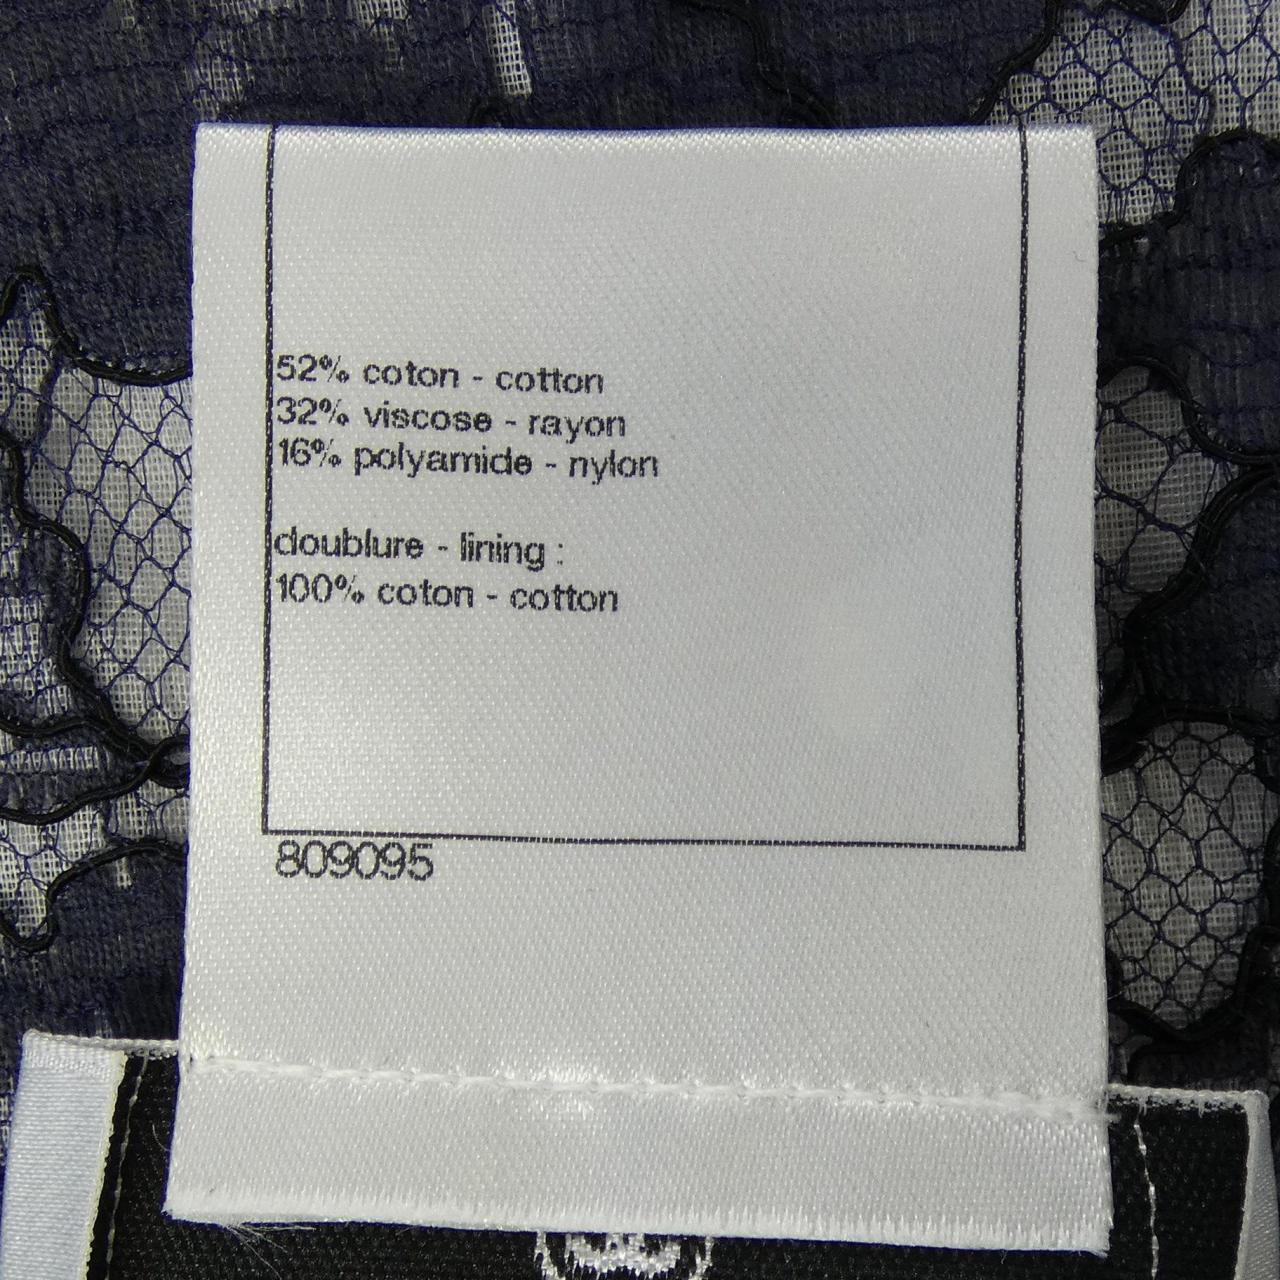 52% coton - cotton
32% viscose - rayon
16% polyamide - nylon
doublure - lining :
100% coton - cotton
809095